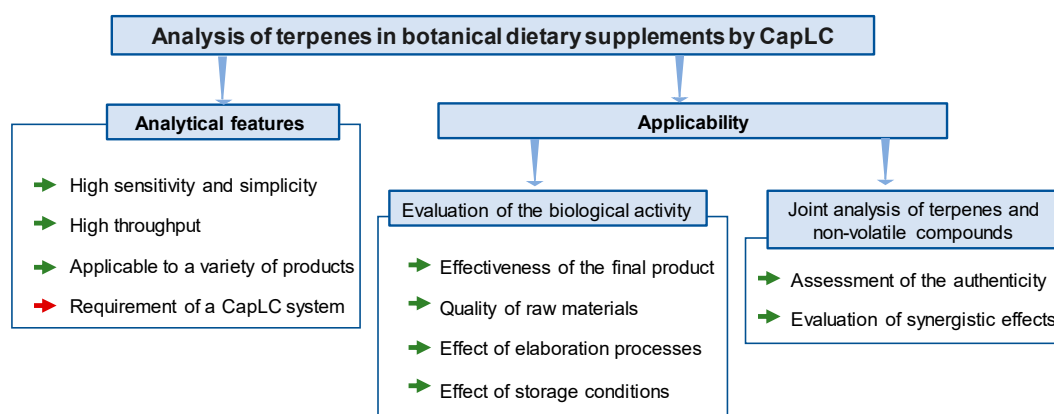 Analysis of terpenes in botanical dietary supplements by CapLC
Analytical features
High sensitivity and simplicity
High throughput
Applicable to a variety of products
Requirement of a CapLC system
Applicability
Evaluation of the biological activity
Effectiveness of the final product
Quality of raw materials
Effect of elaboration processes
Effect of storage conditions
Joint analysis of terpenes and
non-volatile compounds
Assessment of the authenticity
Evaluation of synergistic effects